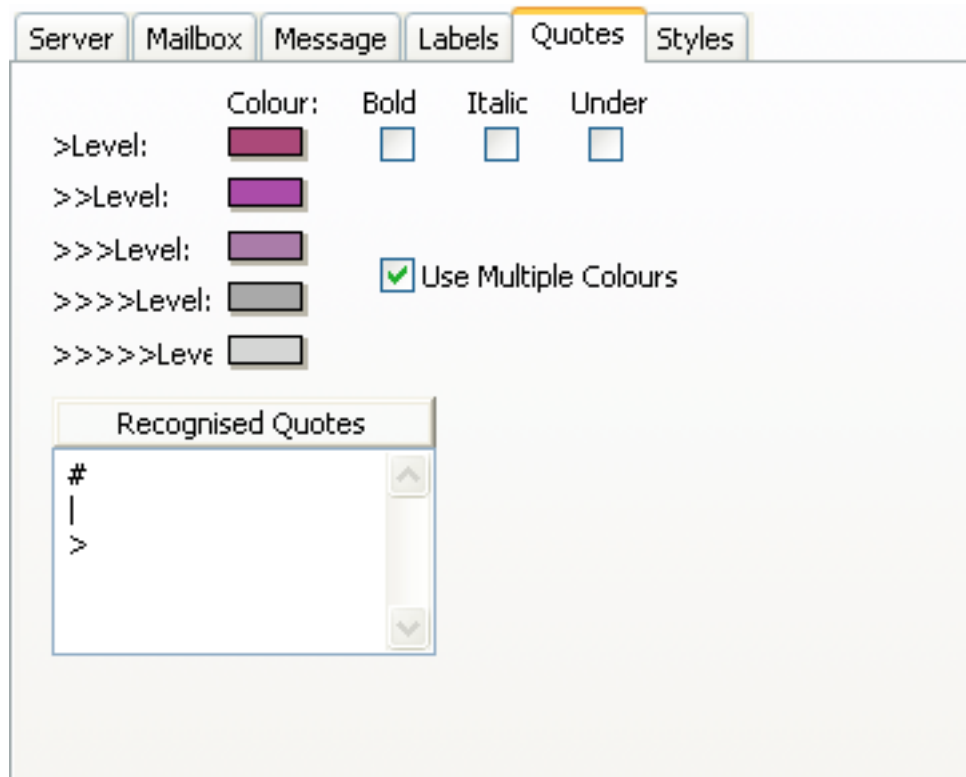 Server Mailbox Message Labels Quotes Styles
Colour: Bold Italic Under
>Level:
>>Level:
>>>Level:
Use Multiple Colours
>>>>Level:
>>>>>Leve
Recognised Quotes
#
|
>